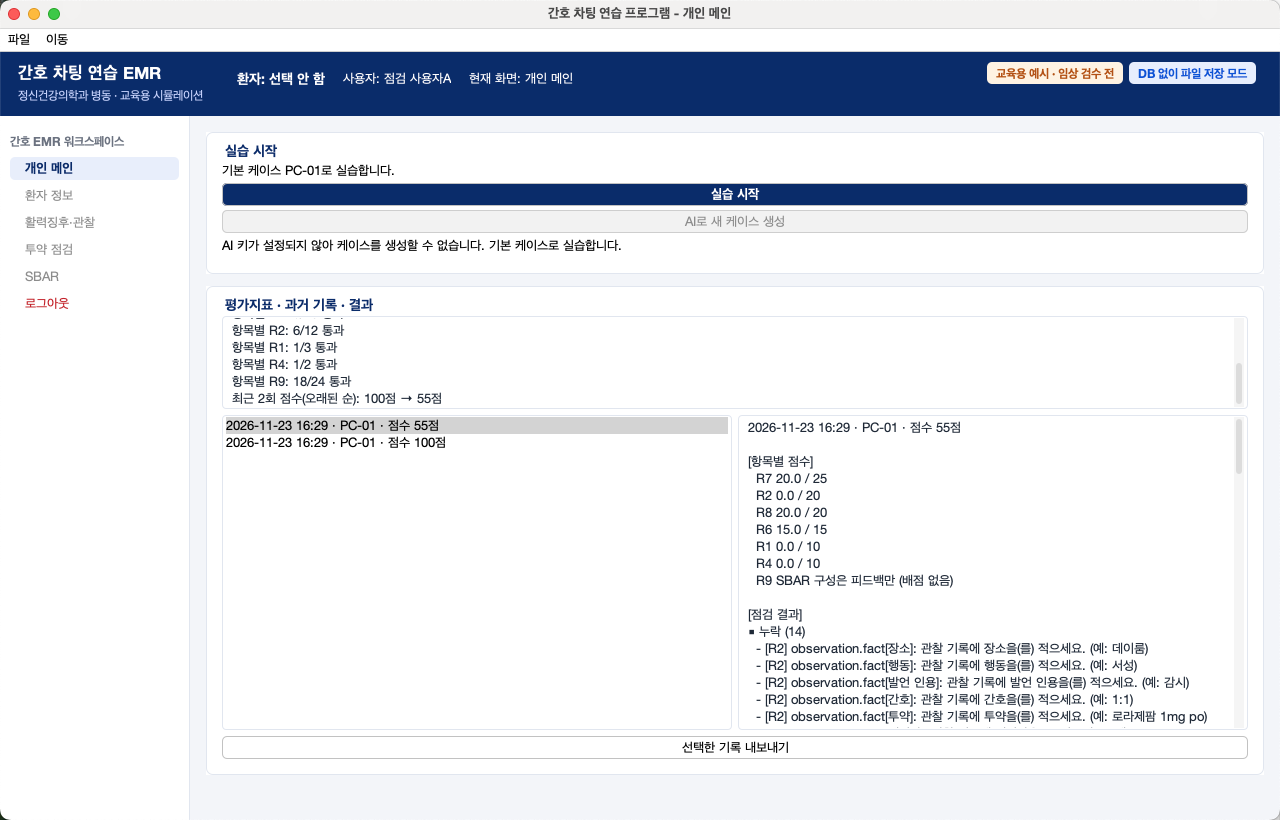 간호 차팅 연습 프로그램 - 개인 메인
파일 이동
간호 차팅 연습 EMR
정신건강의학과 병동 · 교육용 시뮬레이션
환자: 선택 안 함 사용자: 점검 사용자A 현재 화면: 개인 메인
교육용 예시 · 임상 검수 전
DB 없이 파일 저장 모드
간호 EMR 워크스페이스
개인 메인
환자 정보
활력징후·관찰
투약 점검
SBAR
로그아웃
실습 시작
기본 케이스 PC-01로 실습합니다.
실습 시작
AI로 새 케이스 생성
AI 키가 설정되지 않아 케이스를 생성할 수 없습니다. 기본 케이스로 실습합니다.
평가지표 · 과거 기록 · 결과
항목별 R2: 6/12 통과
항목별 R1: 1/3 통과
항목별 R4: 1/2 통과
항목별 R9: 18/24 통과
최근 2회 점수(오래된 순): 100점 → 55점
2026-11-23 16:29 · PC-01 · 점수 55점
2026-11-23 16:29 · PC-01 · 점수 100점
2026-11-23 16:29 · PC-01 · 점수 55점
[항목별 점수]
R7 20.0 / 25
R2 0.0 / 20
R8 20.0 / 20
R6 15.0 / 15
R1 0.0 / 10
R4 0.0 / 10
R9 SBAR 구성은 피드백만 (배점 없음)
[점검 결과]
▪ 누락 (14)
- [R2] observation.fact[장소]: 관찰 기록에 장소을(를) 적으세요. (예: 데이룸)
- [R2] observation.fact[행동]: 관찰 기록에 행동을(를) 적으세요. (예: 서성)
- [R2] observation.fact[발언 인용]: 관찰 기록에 발언 인용을(를) 적으세요. (예: 감시)
- [R2] observation.fact[간호]: 관찰 기록에 간호을(를) 적으세요. (예: 1:1)
- [R2] observation.fact[투약]: 관찰 기록에 투약을(를) 적으세요. (예: 로라제팜 1mg po)
선택한 기록 내보내기